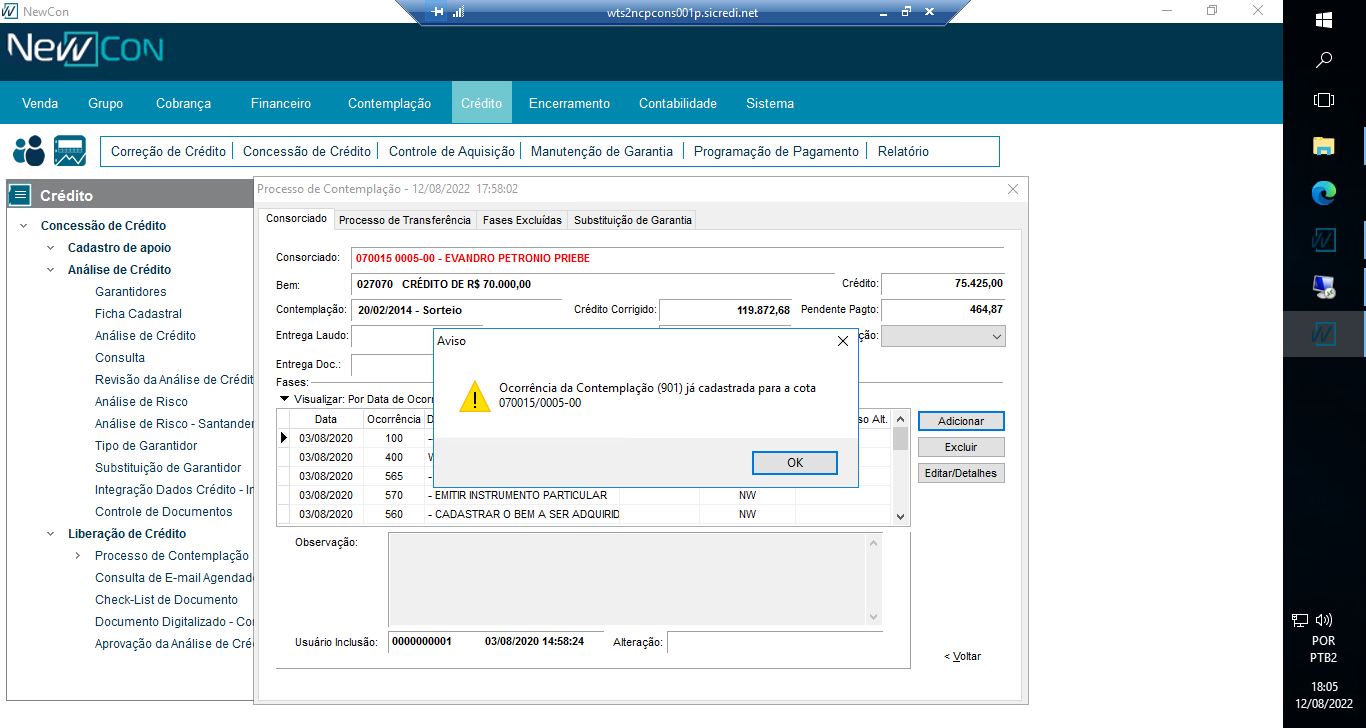 NewCon
wts2ncpcons001p.sicredi.net
NEWCON
Venda Grupo Cobrança Financeiro Contemplação Crédito Encerramento Contabilidade Sistema
Correção de Crédito Concessão de Crédito Controle de Aquisição Manutenção de Garantia Programação de Pagamento Relatório
Crédito
Concessão de Crédito
Cadastro de apoio
Análise de Crédito
Garantidores
Ficha Cadastral
Análise de Crédito
Consulta
Revisão da Análise de Crédit
Análise de Risco
Análise de Risco - Santander
Tipo de Garantidor
Substituição de Garantidor
Integração Dados Crédito - In
Controle de Documentos
Liberação de Crédito
Processo de Contemplação
Consulta de E-mail Agendad
Check-List de Documento
Documento Digitalizado - Co
Aprovação da Análise de Cré
Processo de Contemplação - 12/08/2022 17:58:02
Consorciado Processo de Transferência Fases Excluídas Substituição de Garantia
Consorciado: 070015 0005-00 - EVANDRO PETRONIO PRIEBE
Bem: 027070 CRÉDITO DE R$ 70.000,00 Crédito: 75.425,00
Contemplação: 20/02/2014 - Sorteio Crédito Corrigido: 119.872,68 Pendente Pagto: 464,87
Entrega Laudo: ção:
Entrega Doc.:
Fases:
Visualizar: Por Data de Ocorr
Data Ocorrência D so Alt.
03/08/2020 100 -
03/08/2020 400
03/08/2020 565 -
03/08/2020 570 - EMITIR INSTRUMENTO PARTICULAR NW
03/08/2020 560 - CADASTRAR O BEM A SER ADQUIRID NW
Adicionar
Excluir
Editar/Detalhes
Aviso
Ocorrência da Contemplação (901) já cadastrada para a cota
070015/0005-00
OK
Observação:
Usuário Inclusão: 0000000001 03/08/2020 14:58:24 Alteração:
< Voltar
POR
PTB2
18:05
12/08/2022